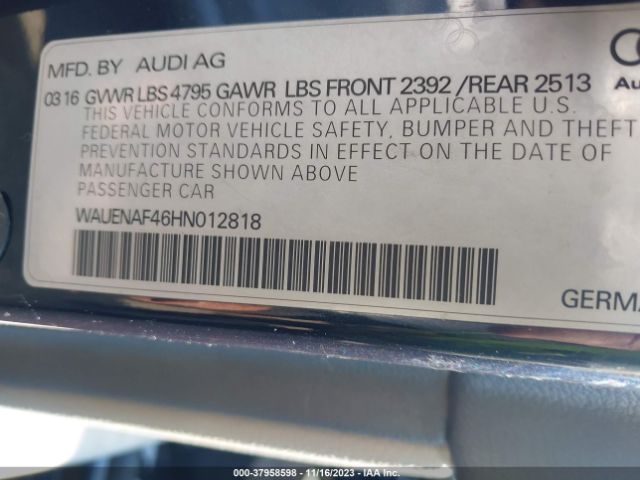 MFD. BY AUDI AG
03 16 GVWR LBS 4795 GAWR LBS FRONT 2392 /REAR 2513
THIS VEHICLE CONFORMS TO ALL APPLICABLE U.S.
FEDERAL MOTOR VEHICLE SAFETY, BUMPER AND THEFT
PREVENTION STANDARDS IN EFFECT ON THE DATE OF
MANUFACTURE SHOWN ABOVE
PASSENGER CAR
WAUENAF46HN012818
000-37958598 - 11/16/2023 - IAA Inc.